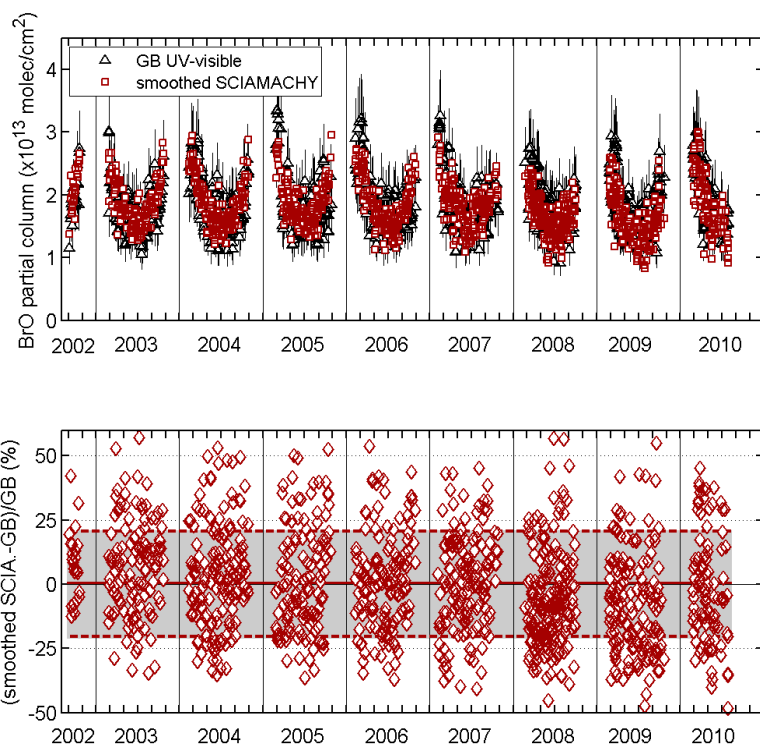 BrO partial column (x10¹³ molec/cm²)
4
3
2
1
0
GB UV-visible
smoothed SCIAMACHY
2002 2003 2004 2005 2006 2007 2008 2009 2010
(smoothed SCIA.-GB)/GB (%)
50
25
0
-25
-50
2002 2003 2004 2005 2006 2007 2008 2009 2010